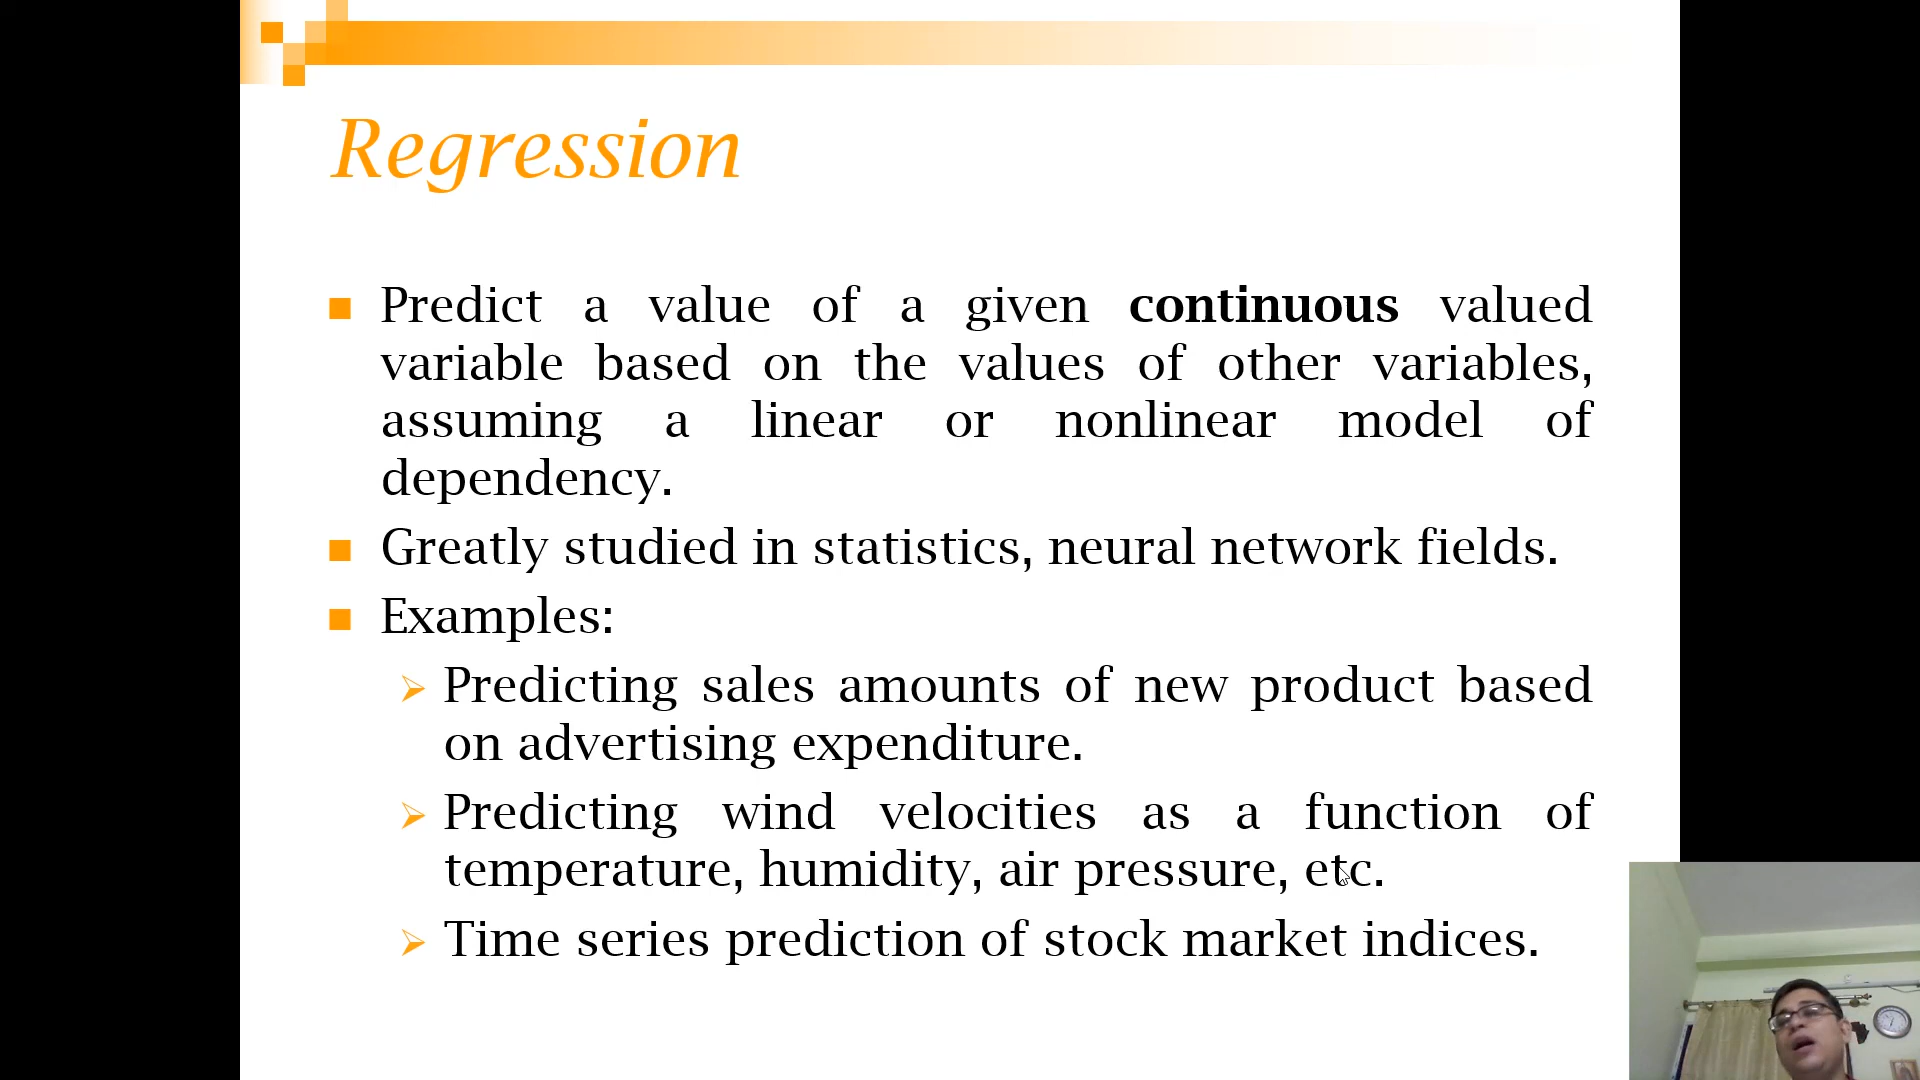 Regression
Predict a value of a given continuous valued
variable based on the values of other variables,
assuming a linear or nonlinear model of
dependency.
Greatly studied in statistics, neural network fields.
Examples:
Predicting sales amounts of new product based
on advertising expenditure.
Predicting wind velocities as a function of
temperature, humidity, air pressure, etc.
Time series prediction of stock market indices.